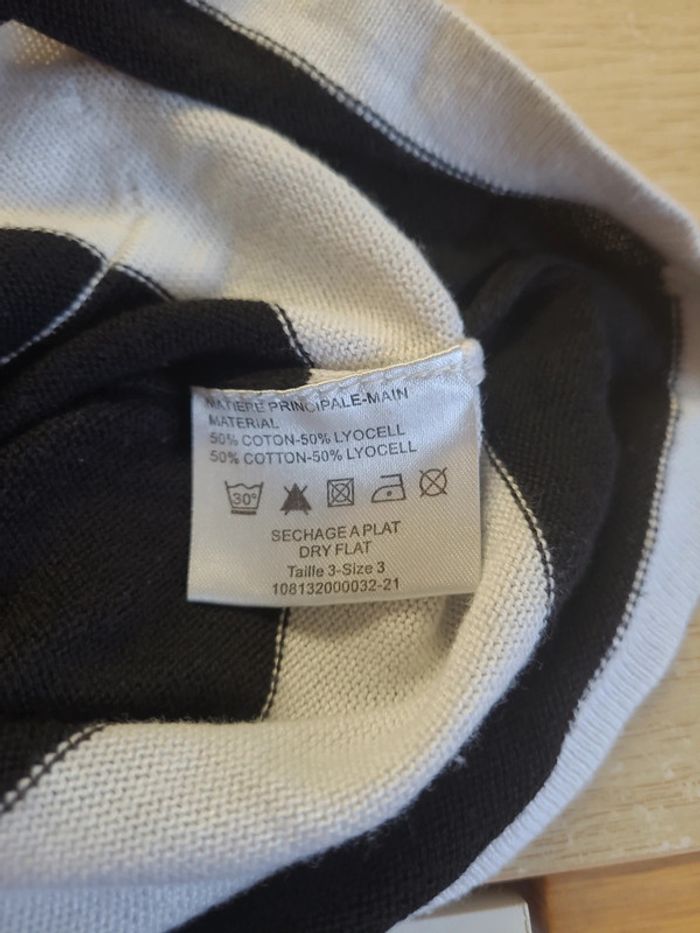 MATIERE PRINCIPALE-MAIN
MATERIAL
50% COTON-50% LYOCELL
50% COTTON-50% LYOCELL
30°
SECHAGE A PLAT
DRY FLAT
Taille 3-Size 3
108132000032-21